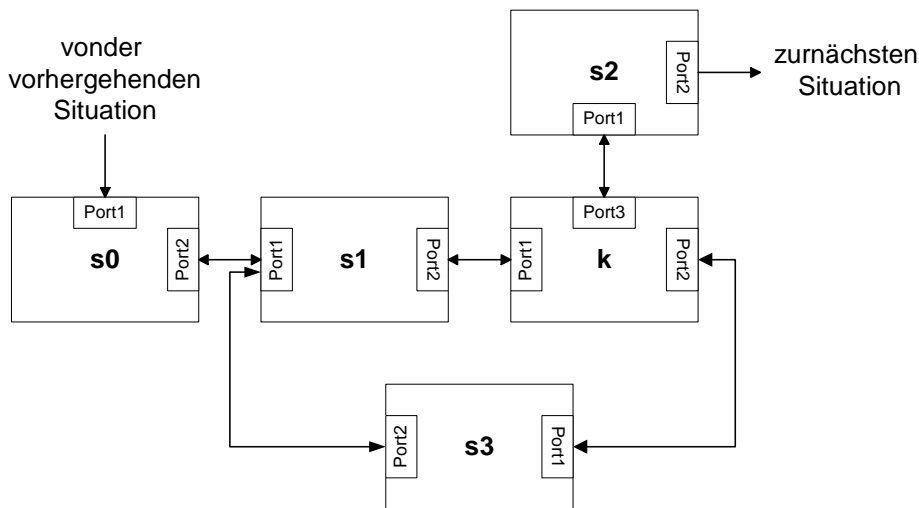 vonder
vorhergehenden
Situation
s2
Port2
Port1
zurnächsten
Situation
Port1
s0
Port2
Port1
s1
Port2
Port1
Port3
k
Port2
Port2
s3
Port1